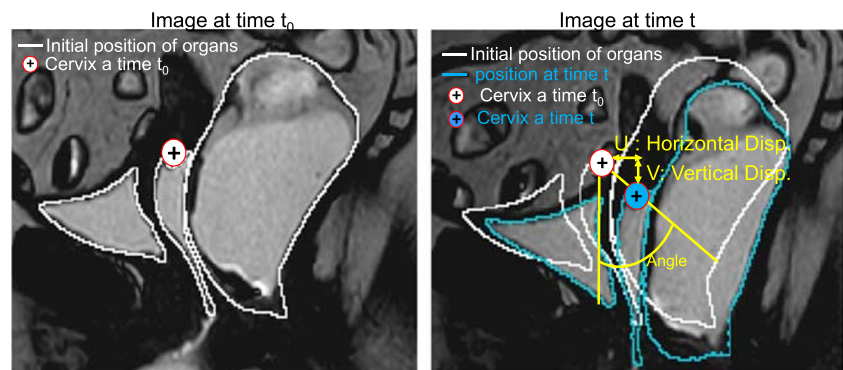 Image at time t0
Initial position of organs
Cervix a time t0
Image at time t
Initial position of organs
position at time t
Cervix a time t0
Cervix a time t
U : Horizontal Disp.
V: Vertical Disp.
Angle